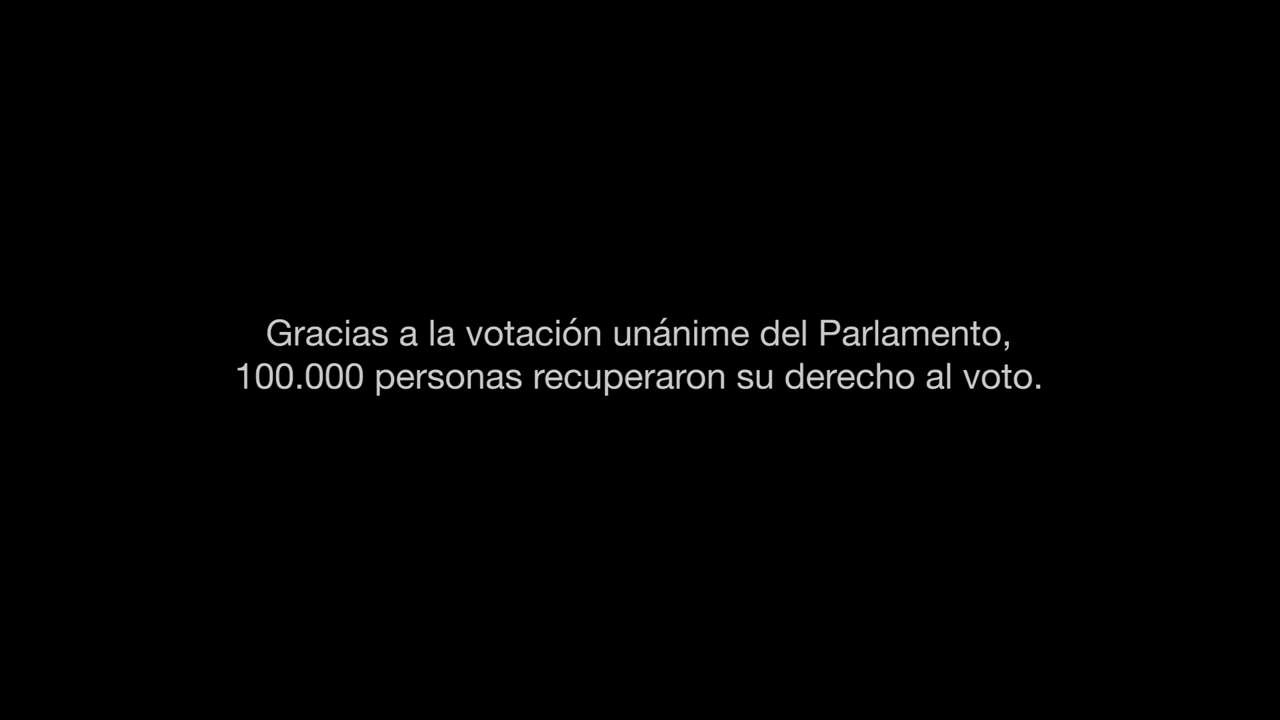 Gracias a la votación unánime del Parlamento,
100.000 personas recuperaron su derecho al voto.